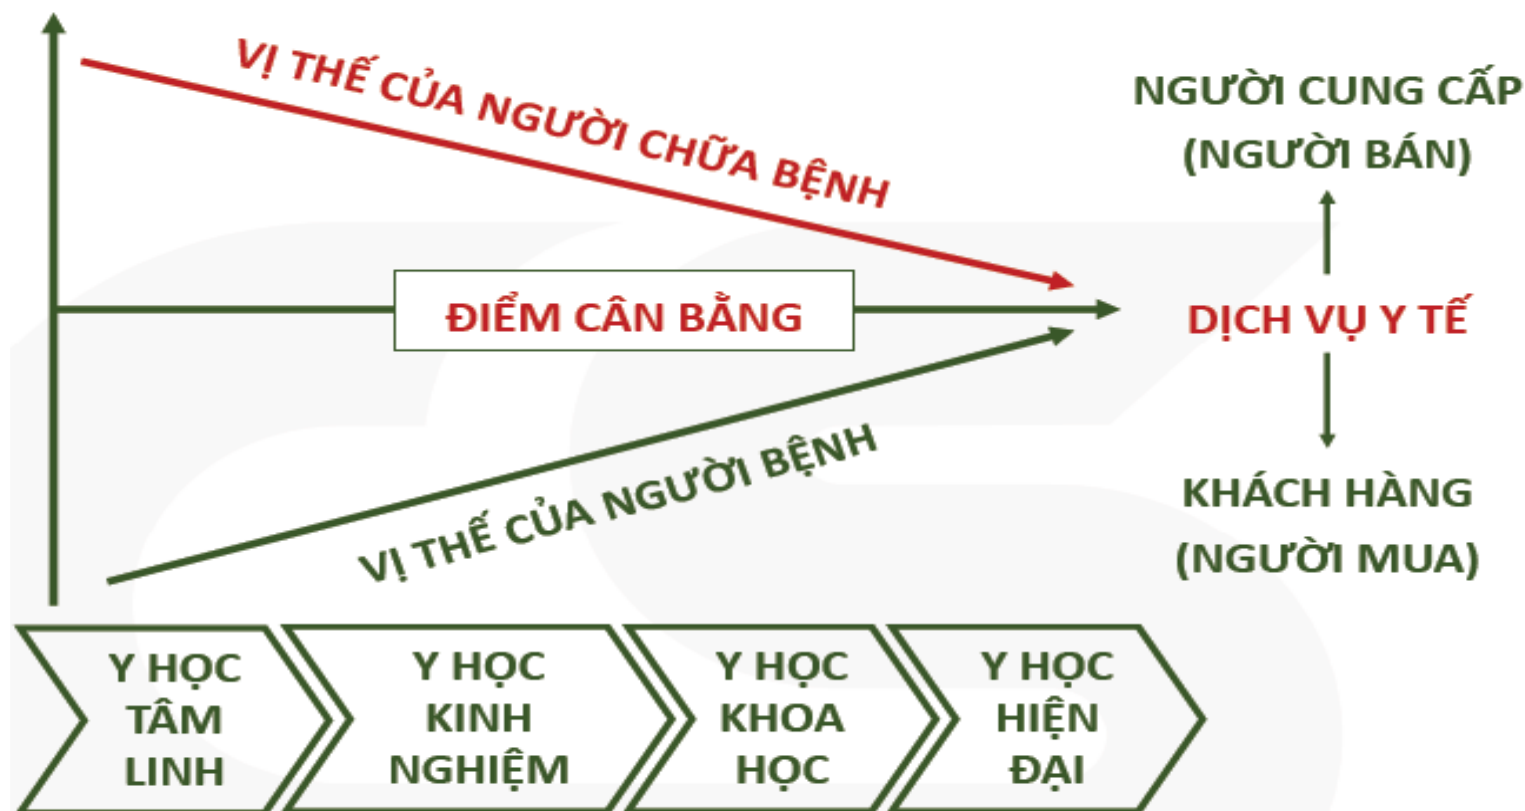 VỊ THẾ CỦA NGƯỜI CHỮA BỆNH
NGƯỜI CUNG CẤP
(NGƯỜI BÁN)
ĐIỂM CÂN BẰNG
DỊCH VỤ Y TẾ
VỊ THẾ CỦA NGƯỜI BỆNH
KHÁCH HÀNG
(NGƯỜI MUA)
Y HỌC
TÂM
LINH
Y HỌC
KINH
NGHIỆM
Y HỌC
KHOA
HỌC
Y HỌC
HIỆN
ĐẠI